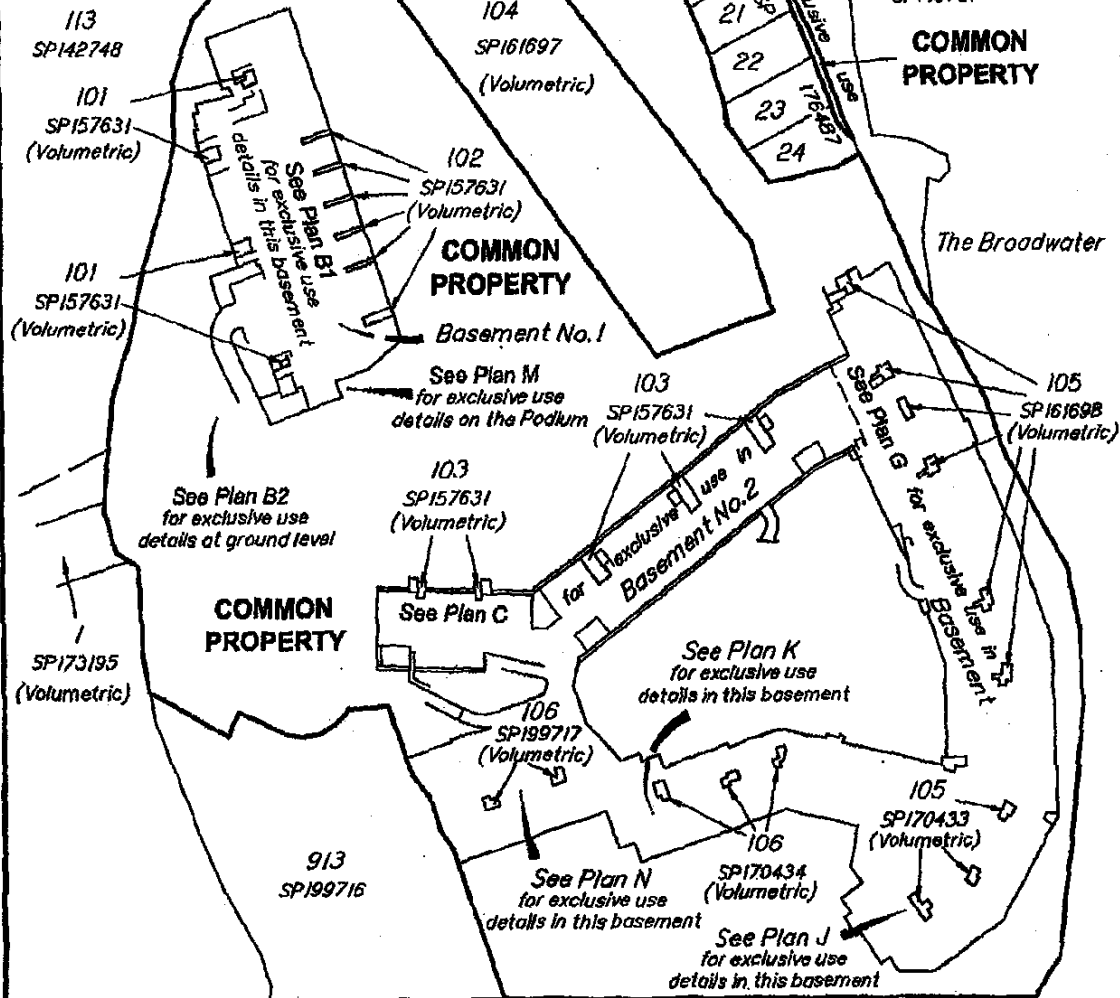 113
SP142748
104
SP161697
(Volumetric)
21
SP
usive
use
22
23
24
176487
COMMON
PROPERTY
101
SP157631
(Volumetric)
See Plan B1
for exclusive use
details in this basement
102
SP157631
(Volumetric)
COMMON
PROPERTY
The Broadwater
101
SP157631
(Volumetric)
Basement No.1
See Plan M
for exclusive use
details on the Podium
103
SP157631
(Volumetric)
105
SP161698
(Volumetric)
See Plan G for exclusive use in
Basement
See Plan B2
for exclusive use
details at ground level
103
SP157631
(Volumetric)
See Plan C for exclusive use in
Basement No.2
COMMON
PROPERTY
1
SP173195
(Volumetric)
See Plan K
for exclusive use
details in this basement
106
SP199717
(Volumetric)
105
SP170433
(Volumetric)
106
SP170434
(Volumetric)
913
SP199716
See Plan N
for exclusive use
details in this basement
See Plan J
for exclusive use
details in this basement